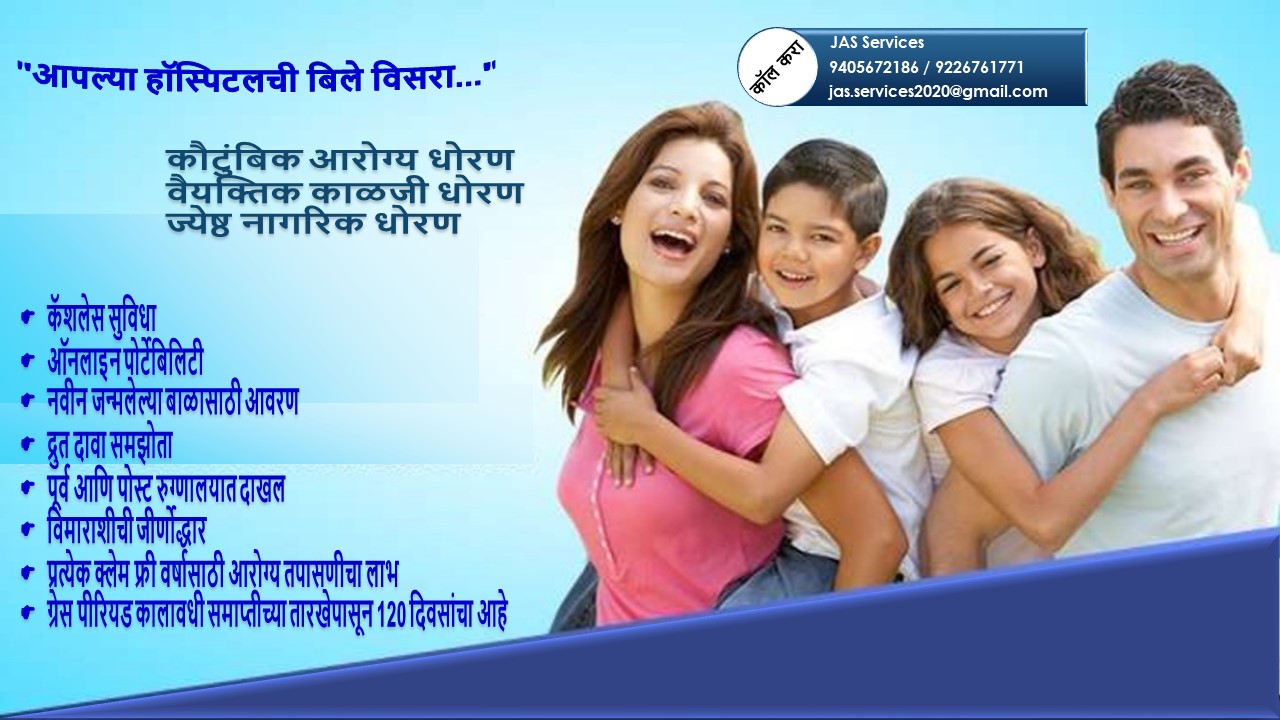 "आपल्या हॉस्पिटलची बिले विसरा..."
कॉल करा
JAS Services
9405672186 / 9226761771
jas.services2020@gmail.com
कौटुंबिक आरोग्य धोरण
वैयक्तिक काळजी धोरण
ज्येष्ठ नागरिक धोरण
कॅशलेस सुविधा
ऑनलाइन पोर्टेबिलिटी
नवीन जन्मलेल्या बाळासाठी आवरण
द्रुत दावा समझोता
पूर्व आणि पोस्ट रुग्णालयात दाखल
विमाराशीची जीर्णोद्धार
प्रत्येक क्लेम फ्री वर्षासाठी आरोग्य तपासणीचा लाभ
ग्रेस पीरियड कालावधी समाप्तीच्या तारखेपासून 120 दिवसांचा आहे